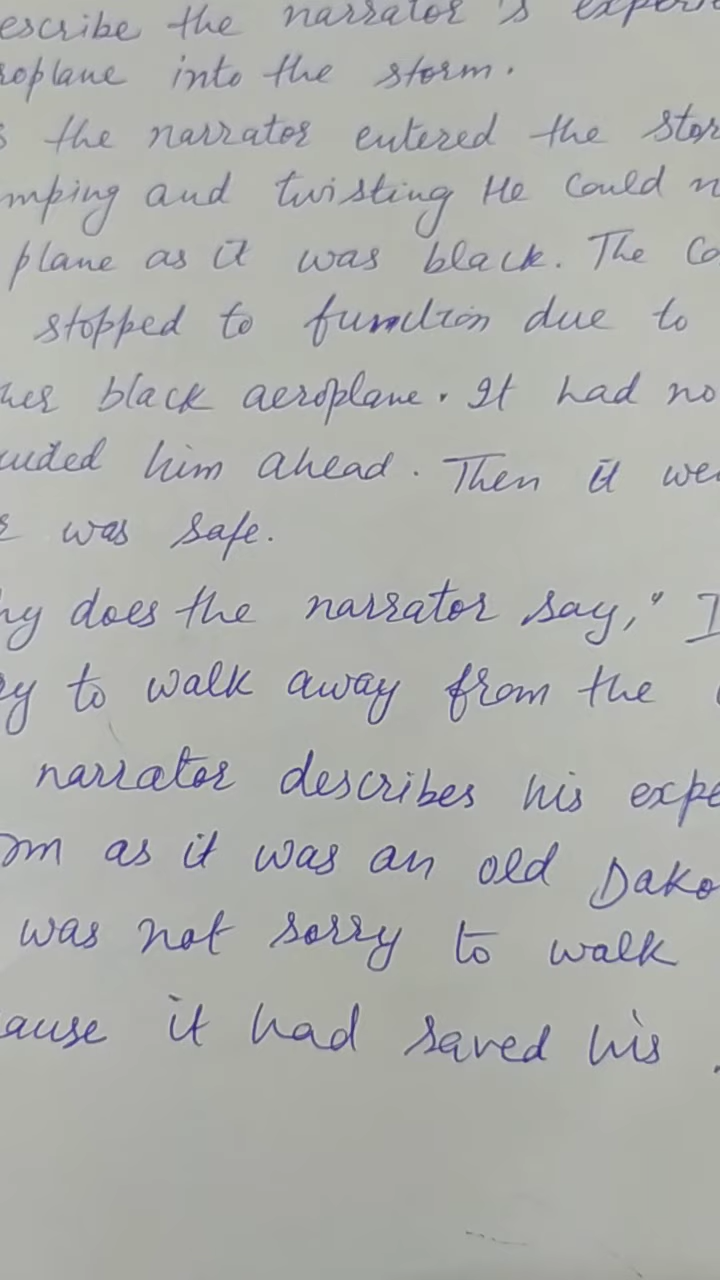 escribe the narrator's experi
roplane into the storm.
s the narrator entered the stor
mping and twisting He could n
plane as it was black. The Co
stopped to function due to
her black aeroplane. It had no
uided him ahead. Then it we
was safe.
hy does the narrator say," I
ry to walk away from the
narrator describes his expe
om as it was an old Dako
was not sorry to walk
ause it had saved his